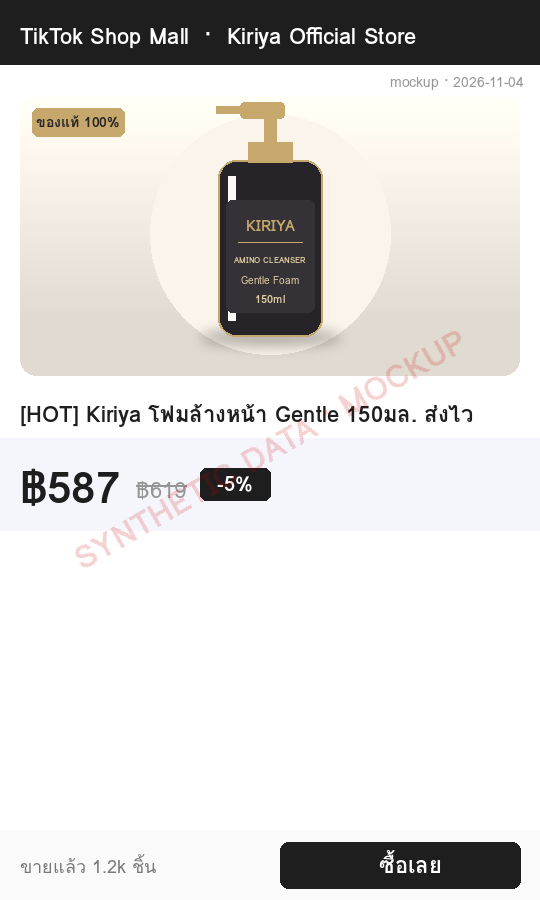 TikTok Shop Mall · Kiriya Official Store
mockup · 2026-11-04
ของแท้ 100%
KIRIYA
AMINO CLEANSER
Gentle Foam
150ml
[HOT] Kiriya โฟมล้างหน้า Gentle 150มล. ส่งไว
฿587 ฿619 -5%
SYNTHETIC DATA · MOCKUP
ขายแล้ว 1.2k ชิ้น
ซื้อเลย